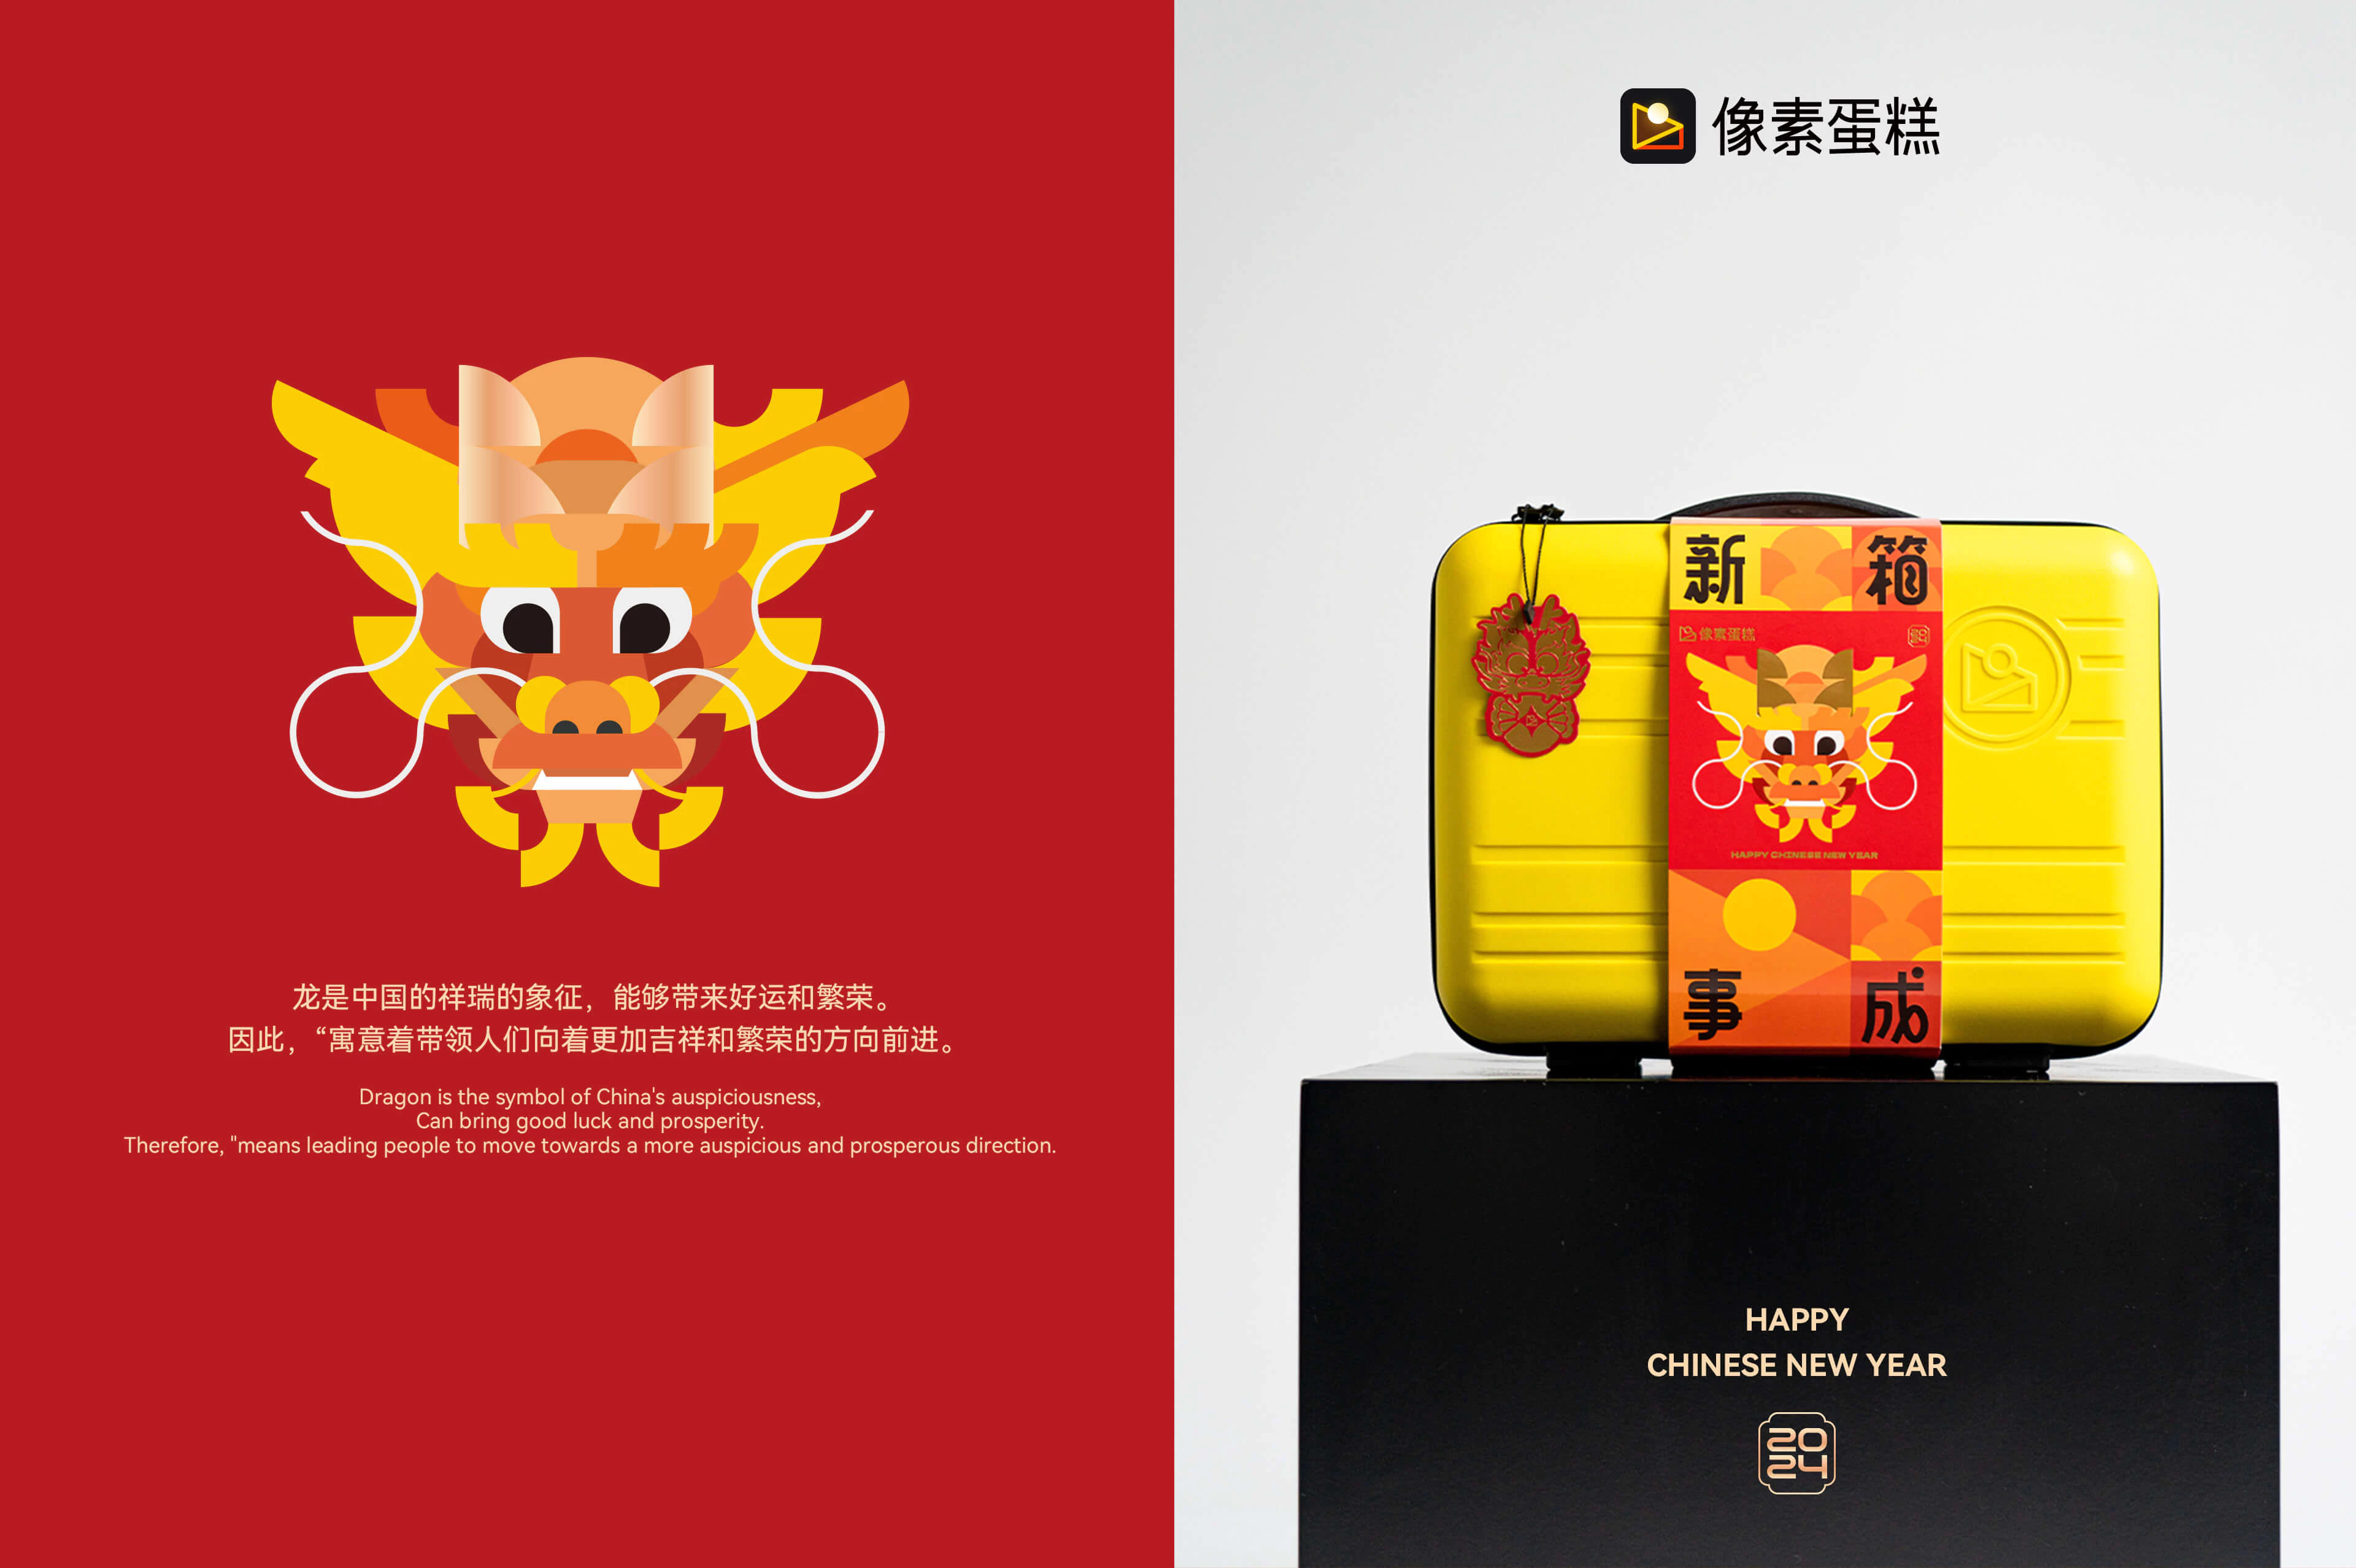 龙是中国的祥瑞的象征，能够带来好运和繁荣。
因此，“寓意着带领人们向着更加吉祥和繁荣的方向前进。
Dragon is the symbol of China's auspiciousness,
Can bring good luck and prosperity.
Therefore, "means leading people to move towards a more auspicious and prosperous direction.
像素蛋糕
新 箱
像素蛋糕
2024
HAPPY CHINESE NEW YEAR
事 成
HAPPY
CHINESE NEW YEAR
20
24